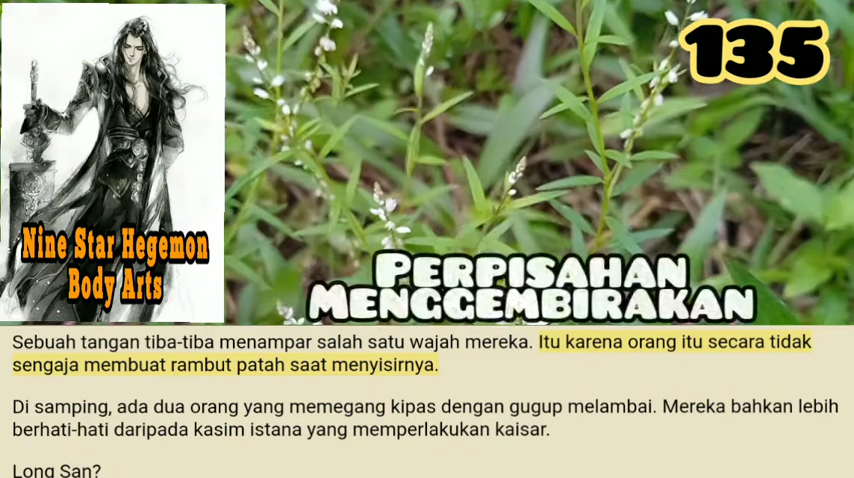 135
Nine Star Hegemon
Body Arts
PERPISAHAN
MENGGEMBIRAKAN
Sebuah tangan tiba-tiba menampar salah satu wajah mereka. Itu karena orang itu secara tidak
sengaja membuat rambut patah saat menyisirnya.
Di samping, ada dua orang yang memegang kipas dengan gugup melambai. Mereka bahkan lebih
berhati-hati daripada kasim istana yang memperlakukan kaisar.
Long San?